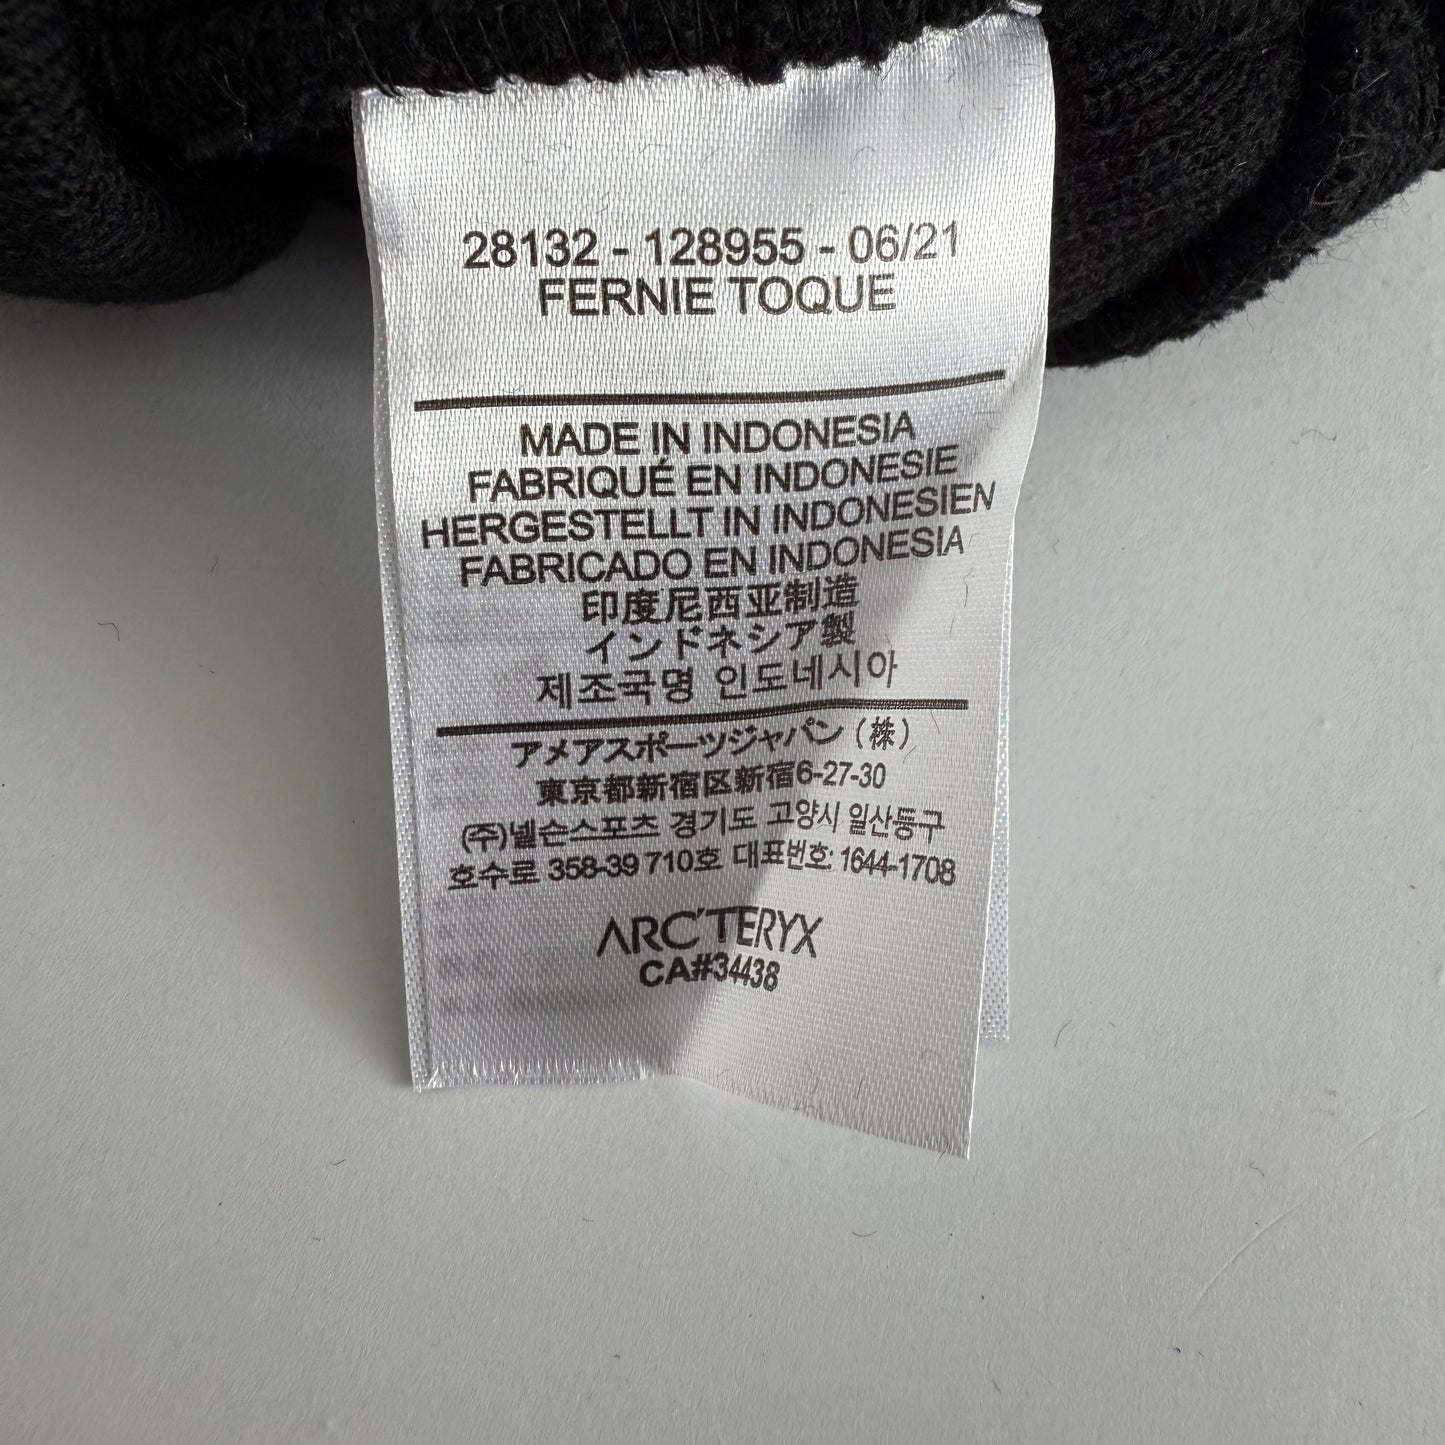 28132 - 128955 - 06/21
FERNIE TOQUE
MADE IN INDONESIA
FABRIQUÉ EN INDONESIE
HERGESTELLT IN INDONESIEN
FABRICADO EN INDONESIA
印度尼西亚制造
インドネシア製
제조국명 인도네시아
アメアスポーツジャパン (株)
東京都新宿区新宿6-27-30
(주)넬슨스포츠 경기도 고양시 일산동구
호수로 358-39 710호 대표번호: 1644-1708
ARC'TERYX
CA#34438